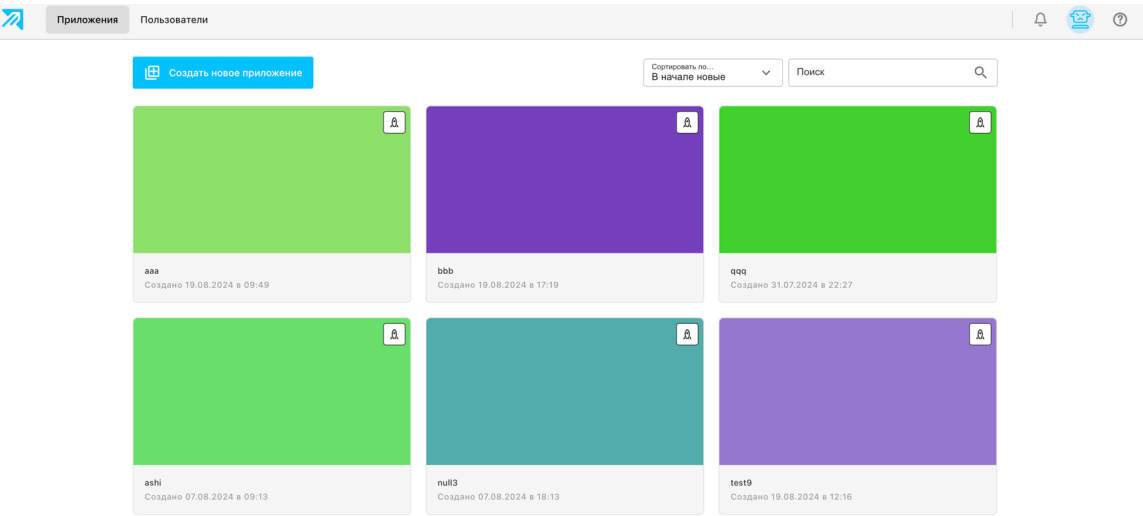 Приложения
Пользователи
Создать новое приложение
Сортировать по...
В начале новые
Поиск
aaa
Создано 19.08.2024 в 09:49
bbb
Создано 19.08.2024 в 17:19
qqq
Создано 31.07.2024 в 22:27
ashi
Создано 07.08.2024 в 09:13
null3
Создано 07.08.2024 в 18:13
test9
Создано 19.08.2024 в 12:16